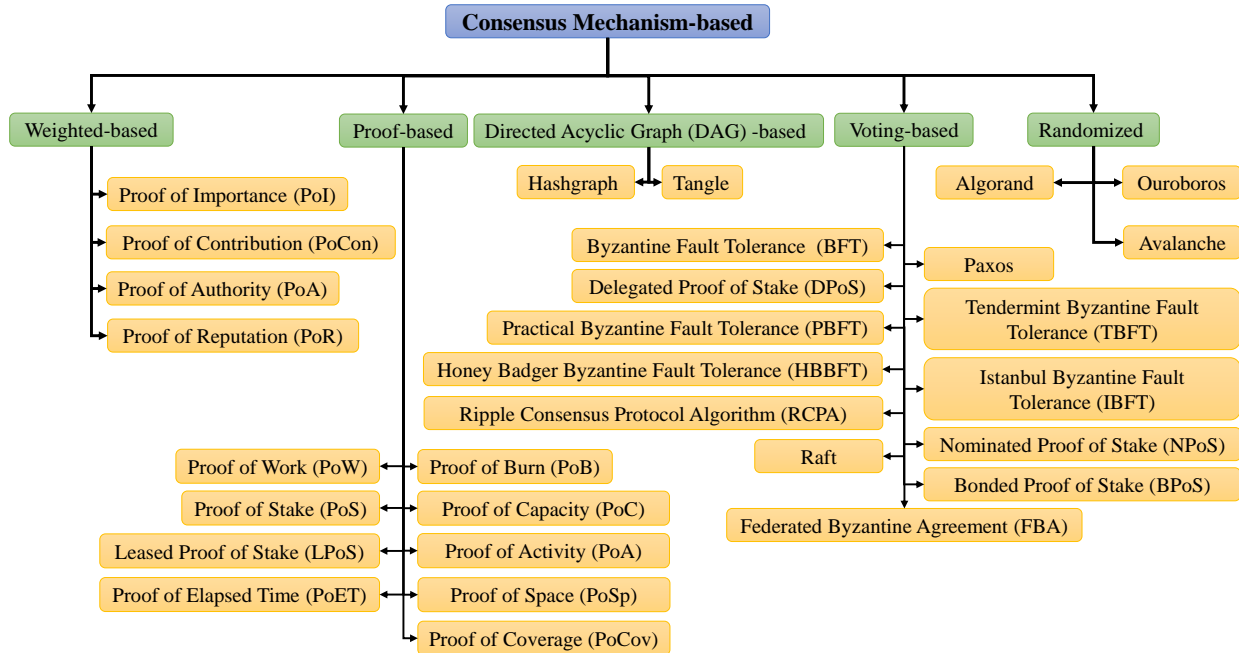 Consensus Mechanism-based
Weighted-based
Proof-based
Directed Acyclic Graph (DAG) -based
Voting-based
Randomized
Proof of Importance (PoI)
Proof of Contribution (PoCon)
Proof of Authority (PoA)
Proof of Reputation (PoR)
Proof of Work (PoW)
Proof of Burn (PoB)
Proof of Stake (PoS)
Proof of Capacity (PoC)
Leased Proof of Stake (LPoS)
Proof of Activity (PoA)
Proof of Elapsed Time (PoET)
Proof of Space (PoSp)
Proof of Coverage (PoCov)
Hashgraph
Tangle
Byzantine Fault Tolerance (BFT)
Paxos
Delegated Proof of Stake (DPoS)
Tendermint Byzantine Fault
Tolerance (TBFT)
Practical Byzantine Fault Tolerance (PBFT)
Honey Badger Byzantine Fault Tolerance (HBBFT)
Istanbul Byzantine Fault
Tolerance (IBFT)
Ripple Consensus Protocol Algorithm (RCPA)
Nominated Proof of Stake (NPoS)
Raft
Bonded Proof of Stake (BPoS)
Federated Byzantine Agreement (FBA)
Algorand
Ouroboros
Avalanche